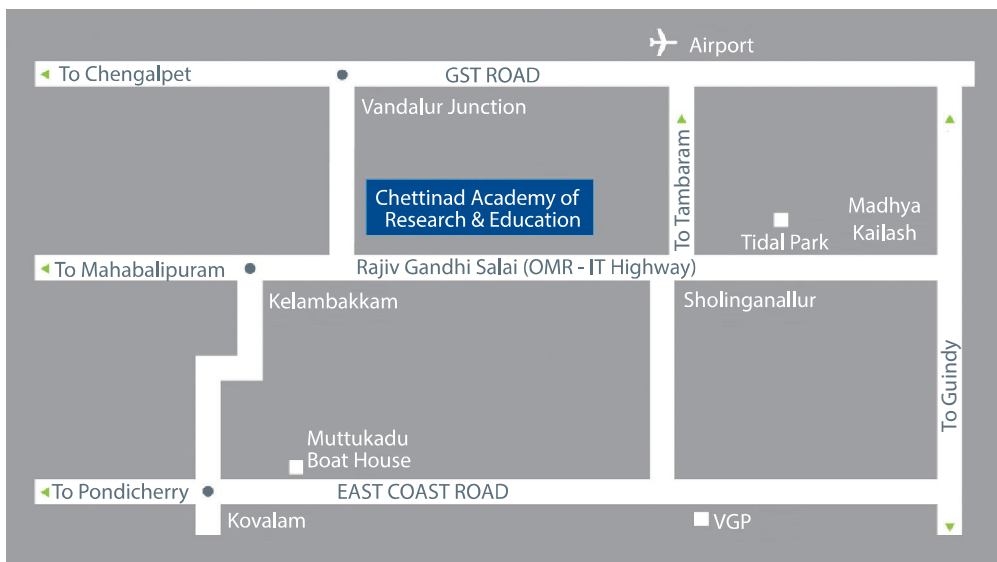 Airport
To Chengalpet
GST ROAD
Vandalur Junction
To Tambaram
Chettinad Academy of
Research & Education
Madhya
Kailash
Tidal Park
To Mahabalipuram
Rajiv Gandhi Salai (OMR - IT Highway)
Kelambakkam
Sholinganallur
To Guindy
Muttukadu
Boat House
To Pondicherry
EAST COAST ROAD
Kovalam
VGP